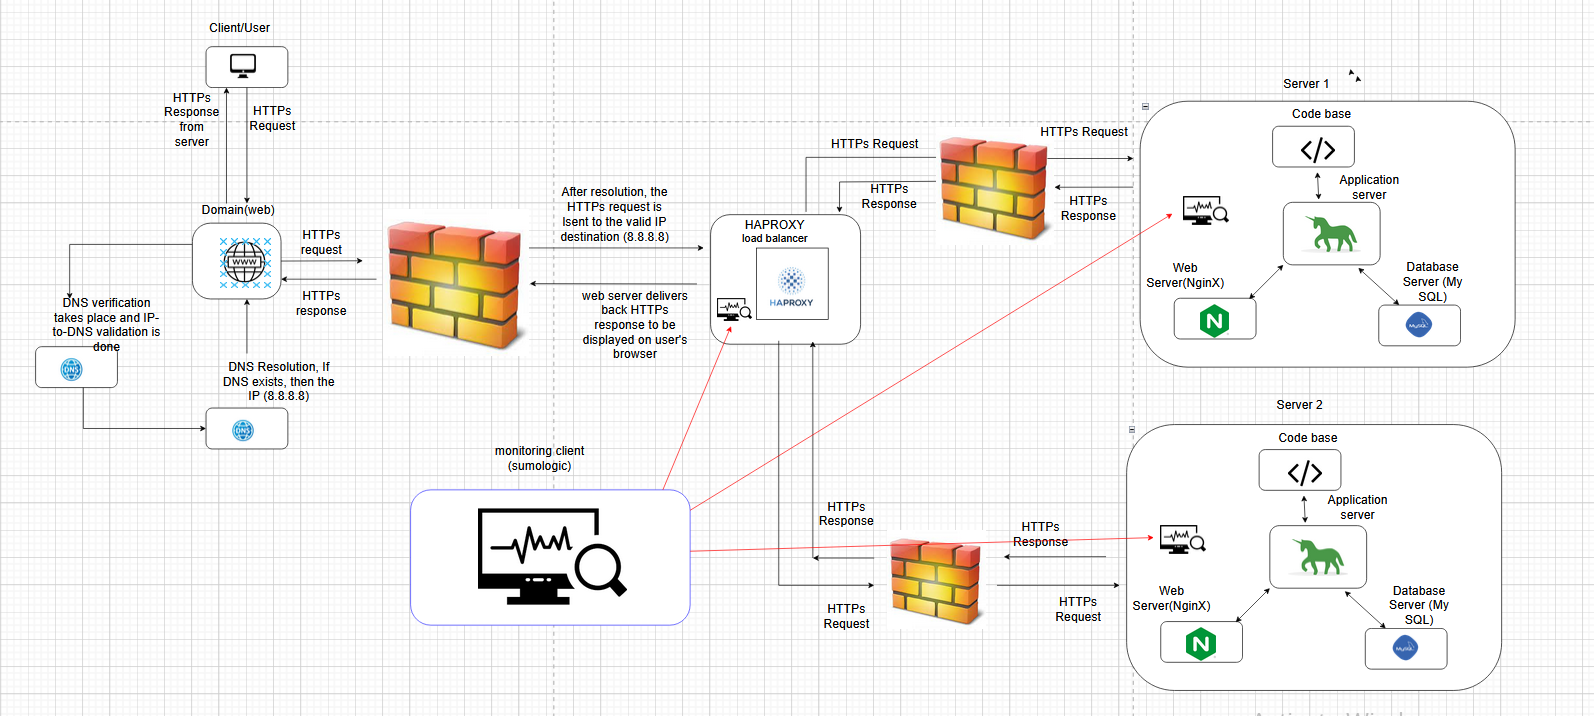 Client/User
HTTPs
Response
from
server
HTTPs
Request
Domain(web)
WWW
HTTPs
request
HTTPs
response
DNS verification
takes place and IP-
to-DNS validation is
done
DNS
DNS Resolution, If
DNS exists, then the
IP (8.8.8.8)
DNS
After resolution, the
HTTPs request is
lsent to the valid IP
destination (8.8.8.8)
web server delivers
back HTTPs
response to be
displayed on user's
browser
HAPROXY
load balancer
HAPROXY
monitoring client
(sumologic)
HTTPs Request
HTTPs
Response
HTTPs Request
HTTPs
Response
HTTPs
Response
HTTPs
Request
HTTPs
Response
HTTPs
Request
Server 1
Code base
</>
Application
server
Web
Server(NginX)
N
Database
Server (My
SQL)
MySQL
Server 2
Code base
</>
Application
server
Web
Server(NginX)
N
Database
Server (My
SQL)
MySQL